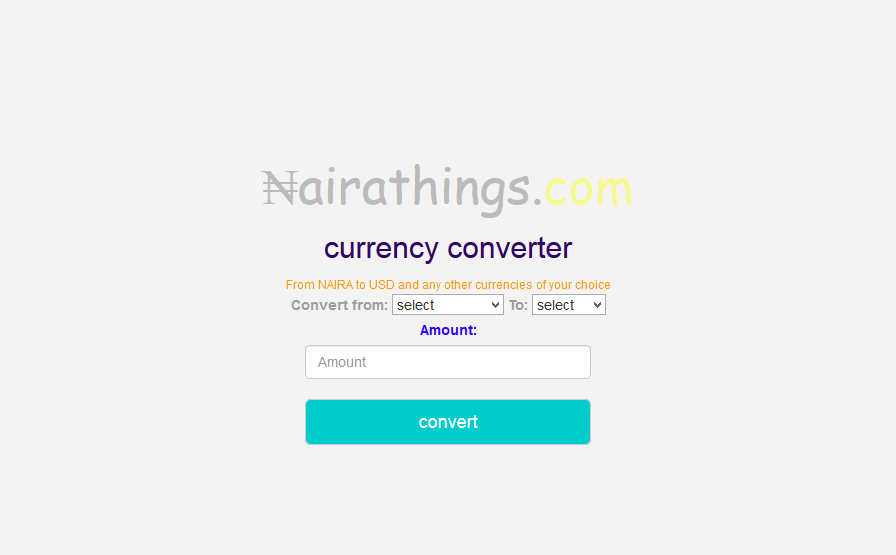 ₦airathings.com
currency converter
From NAIRA to USD and any other currencies of your choice
Convert from: select To: select
Amount:
Amount
convert